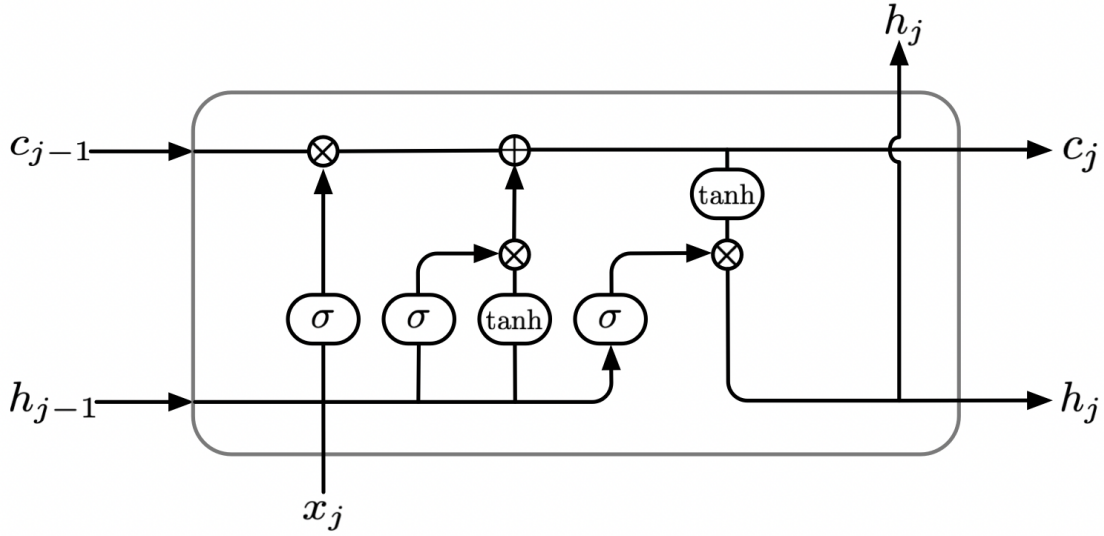 h_j
c_{j-1}
c_j
tanh
σ
σ
tanh
σ
h_{j-1}
h_j
x_j